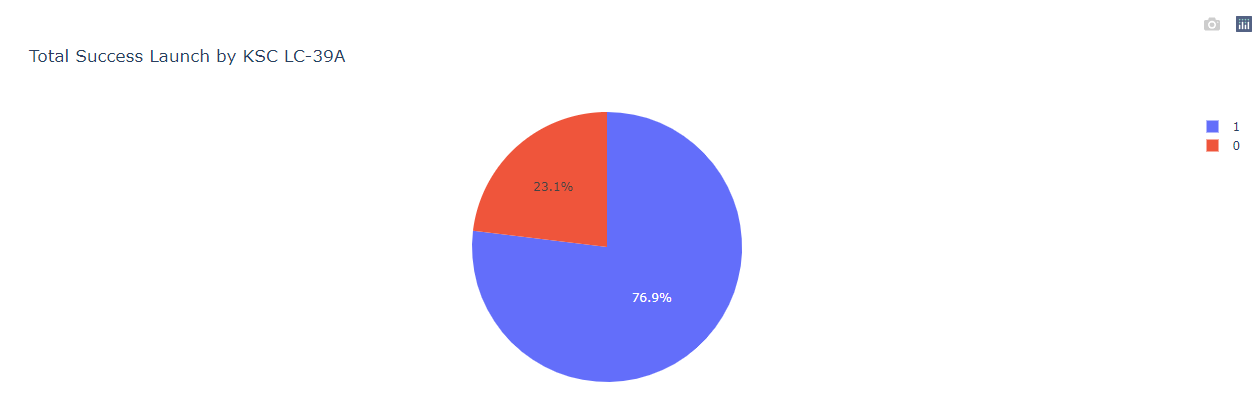 Total Success Launch by KSC LC-39A
1
0
23.1%
76.9%